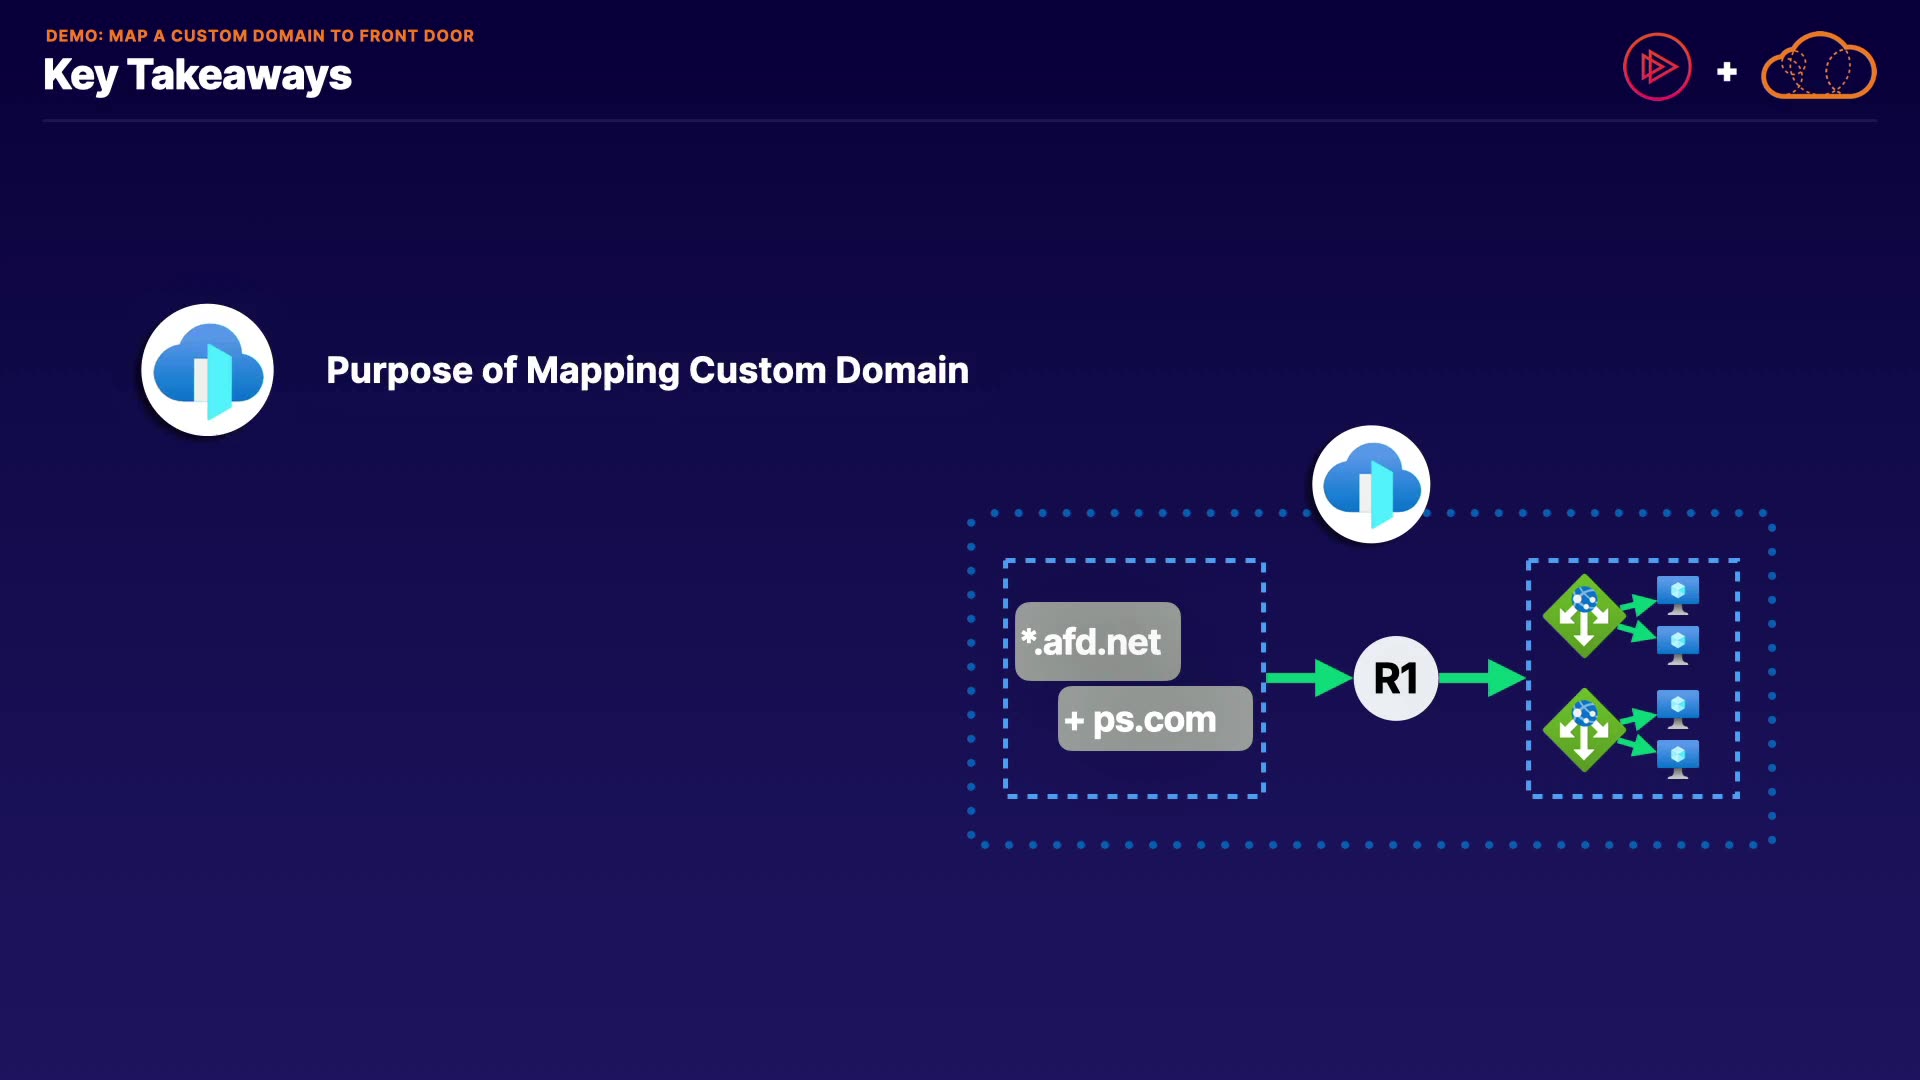 DEMO: MAP A CUSTOM DOMAIN TO FRONT DOOR
Key Takeaways
+
Purpose of Mapping Custom Domain
*.afd.net
+ ps.com
R1